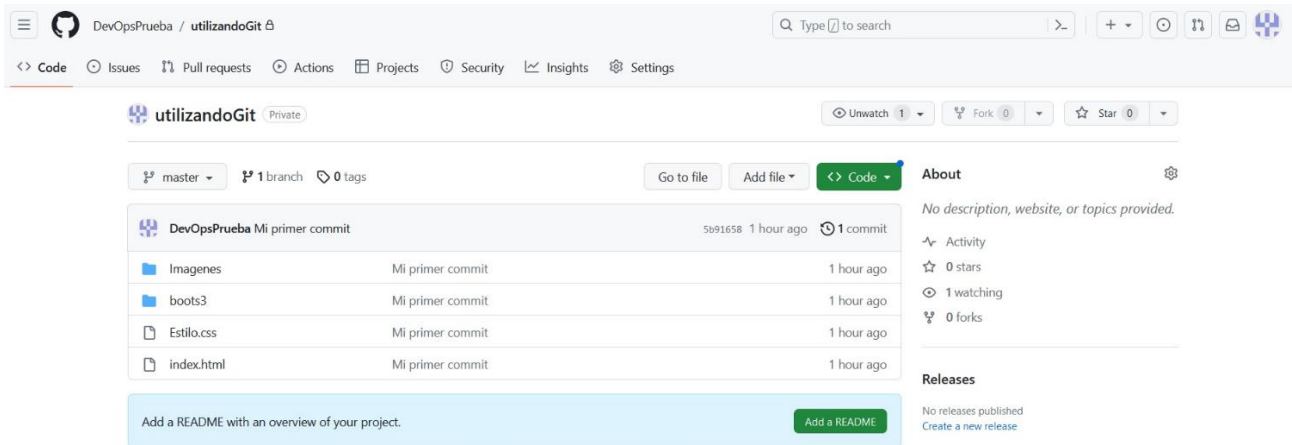 DevOpsPrueba / utilizandoGit
Type / to search
Code Issues Pull requests Actions Projects Security Insights Settings
utilizandoGit Private
Unwatch 1 Fork 0 Star 0
master 1 branch 0 tags
Go to file Add file Code
DevOpsPrueba Mi primer commit 5b91658 1 hour ago 1 commit
Imagenes Mi primer commit 1 hour ago
boots3 Mi primer commit 1 hour ago
Estilo.css Mi primer commit 1 hour ago
index.html Mi primer commit 1 hour ago
Add a README with an overview of your project. Add a README
About
No description, website, or topics provided.
Activity
0 stars
1 watching
0 forks
Releases
No releases published
Create a new release